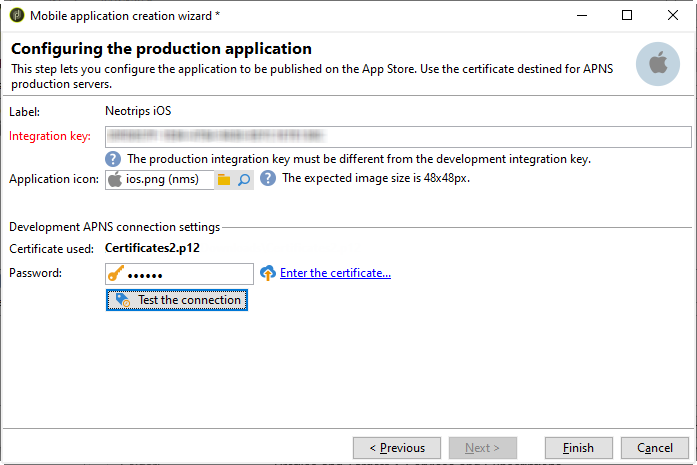 Mobile application creation wizard *
Configuring the production application
This step lets you configure the application to be published on the App Store. Use the certificate destined for APNS
production servers.
Label: Neotrips iOS
Integration key:
The production integration key must be different from the development integration key.
Application icon: ios.png (nms) The expected image size is 48x48px.
Development APNS connection settings
Certificate used: Certificates2.p12
Password: •••••• Enter the certificate...
Test the connection
< Previous Next > Finish Cancel